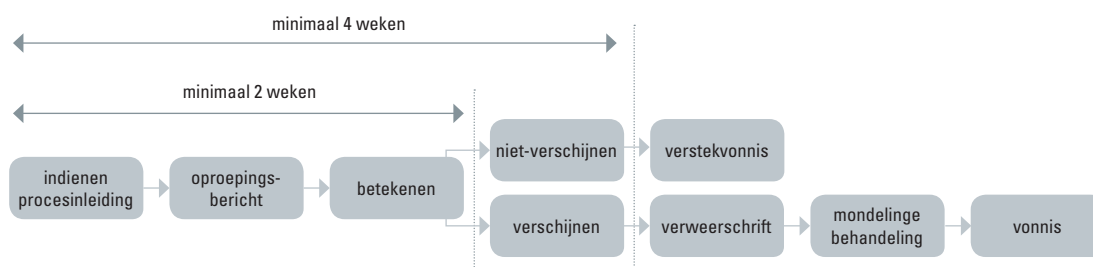 minimaal 4 weken
minimaal 2 weken
indienen
procesinleiding
oproepings-
bericht
betekenen
niet-verschijnen
verstekvonnis
verschijnen
verweerschrift
mondelinge
behandeling
vonnis